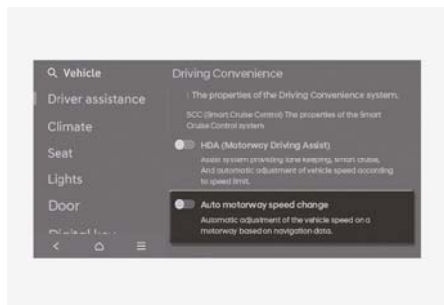 Vehicle
Driving Convenience
Driver assistance
The properties of the Driving Convenience system.
SCC (Smart Cruise Control) The properties of the Smart
Cruise Control system
Climate
HDA (Motorway Driving Assist)
Assist system providing lane keeping, smart cruise,
And automatic adjustment of vehicle speed according
to speed limit.
Seat
Lights
Door
Auto motorway speed change
Automatic adjustment of the vehicle speed on a
motorway based on navigation data.
Digital key